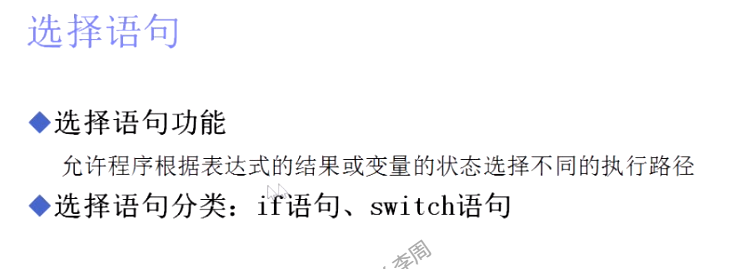 选择语句
◆选择语句功能
允许程序根据表达式的结果或变量的状态选择不同的执行路径
◆选择语句分类：if语句、switch语句
李周